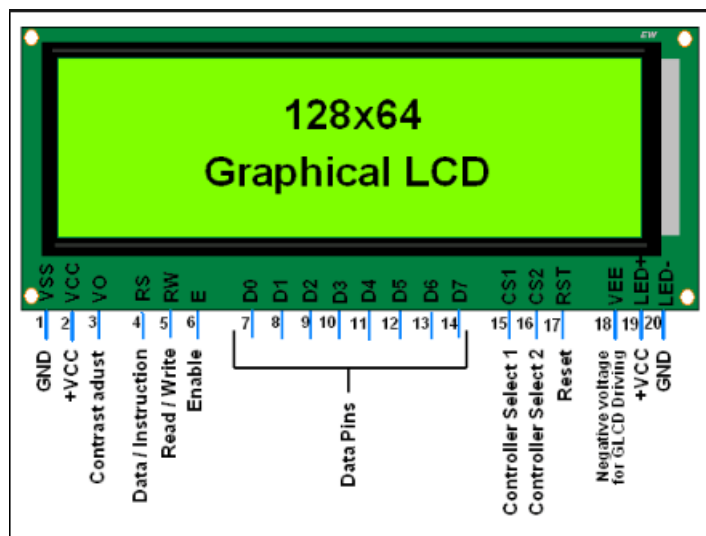 EW
128x64
Graphical LCD
VSS VCC VO RS RW E D0 D1 D2 D3 D4 D5 D6 D7 CS1 CS2 RST VEE LED+ LED-
1 2 3 4 5 6 7 8 9 10 11 12 13 14 15 16 17 18 19 20
GND
+VCC
Contrast adust
Data / Instruction
Read / Write
Enable
Data Pins
Controller Select 1
Controller Select 2
Reset
Negative voltage
for GLCD Driving
+VCC
GND